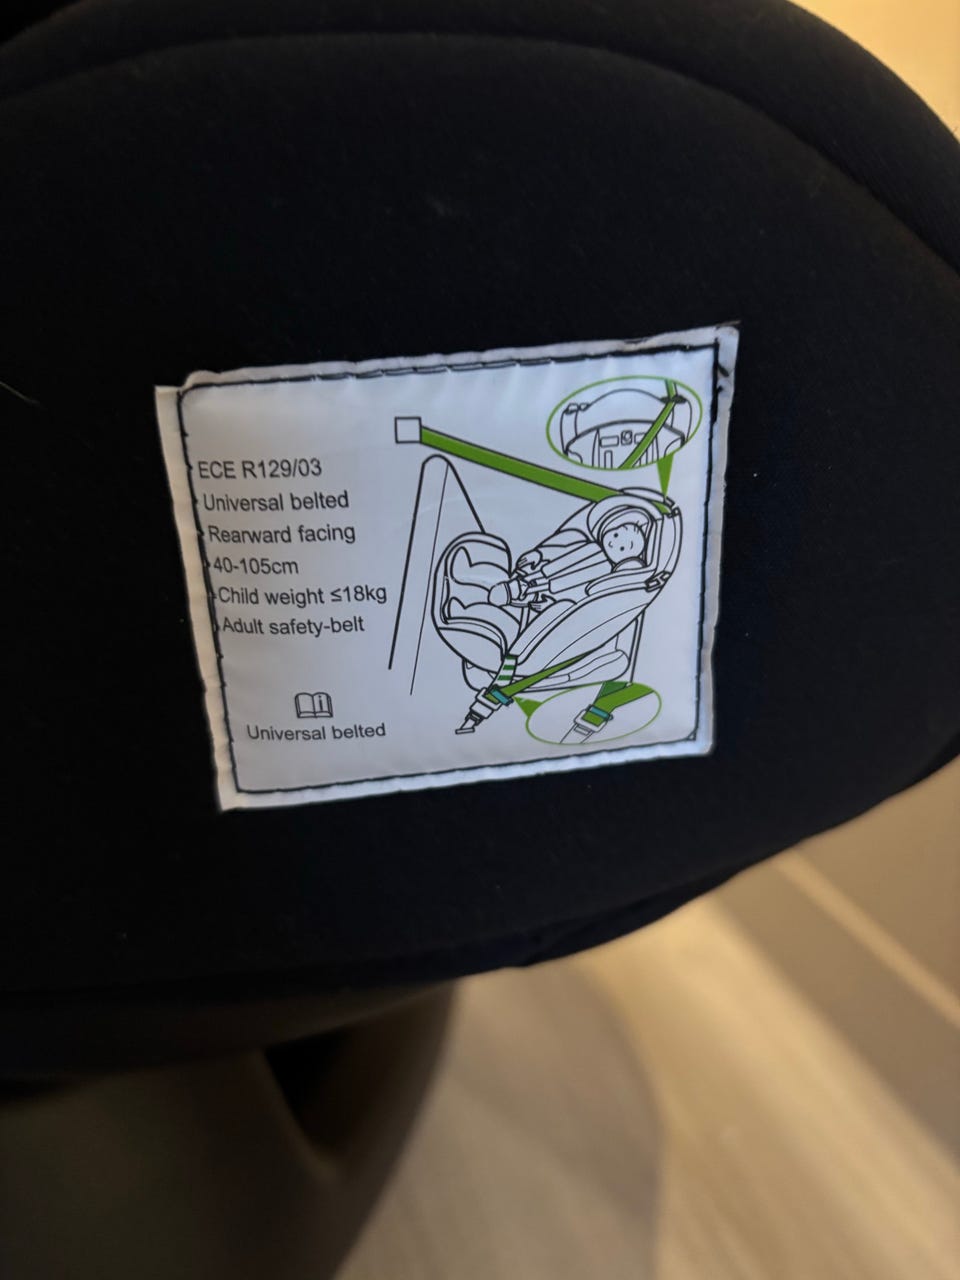 ECE R129/03
Universal belted
Rearward facing
40-105cm
Child weight ≤18kg
Adult safety-belt
Universal belted